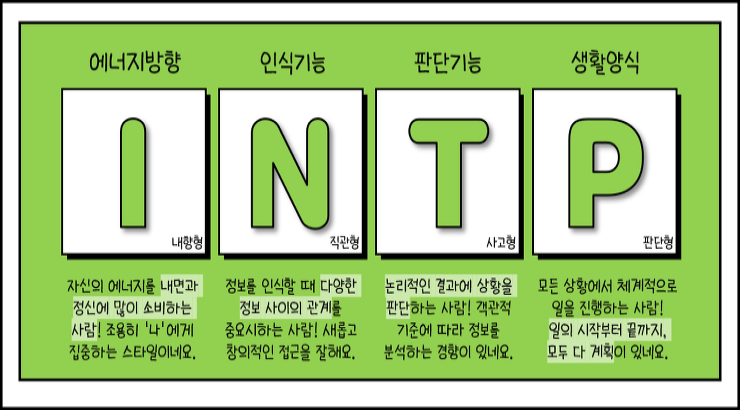 에너지방향
인식기능
판단기능
생활양식
I
N
T
P
내향형
직관형
사고형
판단형
자신의 에너지를 내면과
정신에 많이 소비하는
사람! 조용히 '나'에게
집중하는 스타일이네요.
정보를 인식할 때 다양한
정보 사이의 관계를
중요시하는 사람! 새롭고
창의적인 접근을 잘해요.
논리적인 결과에 상황을
판단하는 사람! 객관적
기준에 따라 정보를
분석하는 경향이 있네요.
모든 상황에서 체계적으로
일을 진행하는 사람!
일의 시작부터 끝까지,
모두 다 계획이 있네요.